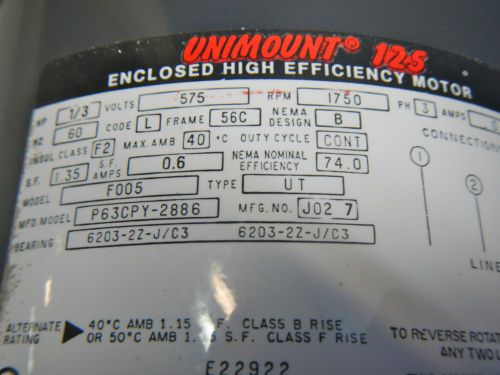 UNIMOUNT® 125
ENCLOSED HIGH EFFICIENCY MOTOR
HP 1/3 VOLTS 575 RPM 1750 PH 3 AMPS
HZ 60 CODE L FRAME 56C NEMA DESIGN B CONNECTIONS
INSUL CLASS F2 MAX. AMB 40 °C DUTY CYCLE CONT
S.F. 1.35 S.F. AMPS 0.6 NEMA NOMINAL EFFICIENCY 74.0
MODEL F005 TYPE UT
MFD/MODEL P63CPY-2886 MFG. NO. J02 7
BEARING 6203-2Z-J/C3 6203-2Z-J/C3
1
2
LINE
ALTERNATE RATING 40°C AMB 1.15 S.F. CLASS B RISE
OR 50°C AMB 1.15 S.F. CLASS F RISE
TO REVERSE ROTAT
ANY TWO L
E22922